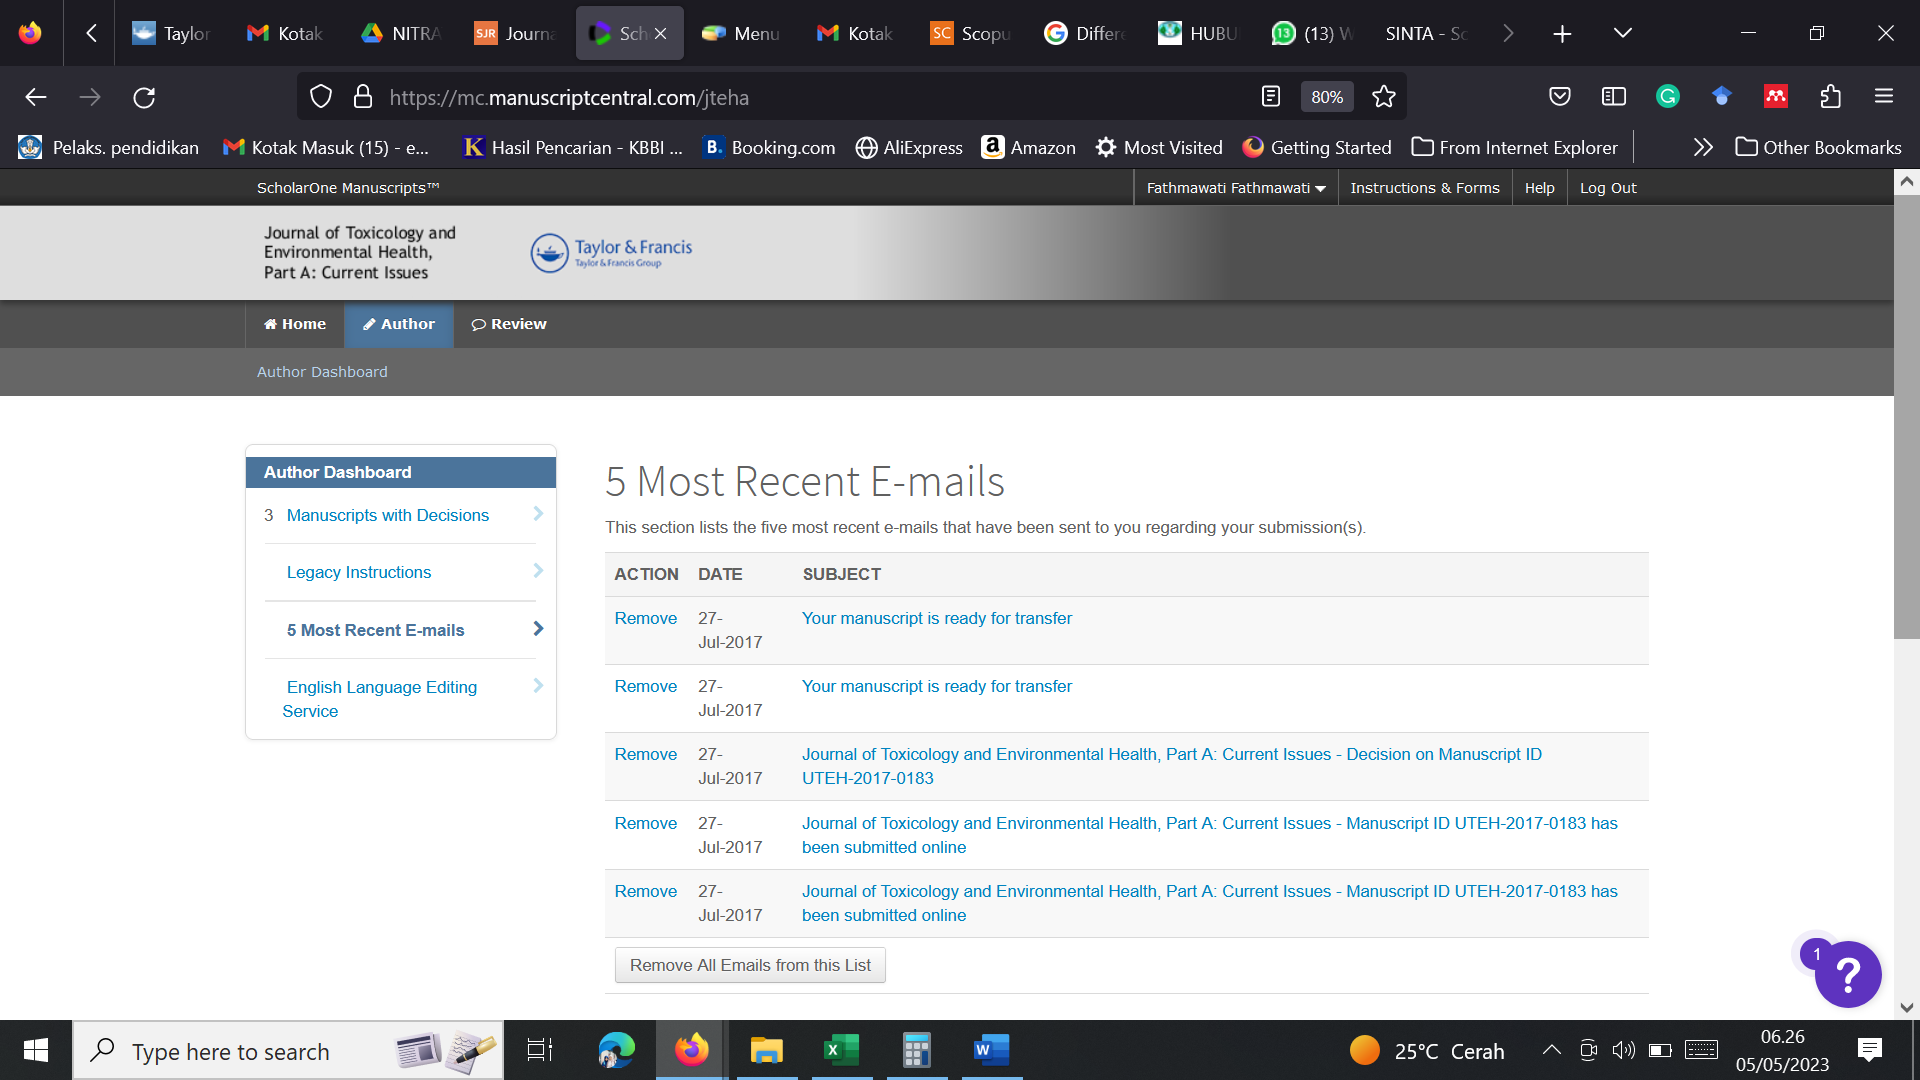 Taylor
Kotak
NITRA
Journa
Sch
Menu
Kotak
Scopu
Differe
HUBU
(13) W
SINTA - Sc
https://mc.manuscriptcentral.com/jteha
80%
Pelaks. pendidikan
Kotak Masuk (15) - e...
Hasil Pencarian - KBBI ...
Booking.com
AliExpress
Amazon
Most Visited
Getting Started
From Internet Explorer
Other Bookmarks
ScholarOne Manuscripts™
Fathmawati Fathmawati
Instructions & Forms
Help
Log Out
Journal of Toxicology and
Environmental Health,
Part A: Current Issues
Taylor & Francis
Taylor & Francis Group
Home
Author
Review
Author Dashboard
Author Dashboard
3 Manuscripts with Decisions
Legacy Instructions
5 Most Recent E-mails
English Language Editing
Service
5 Most Recent E-mails
This section lists the five most recent e-mails that have been sent to you regarding your submission(s).
ACTION DATE SUBJECT
Remove 27- Your manuscript is ready for transfer
Jul-2017
Remove 27- Your manuscript is ready for transfer
Jul-2017
Remove 27- Journal of Toxicology and Environmental Health, Part A: Current Issues - Decision on Manuscript ID
Jul-2017 UTEH-2017-0183
Remove 27- Journal of Toxicology and Environmental Health, Part A: Current Issues - Manuscript ID UTEH-2017-0183 has
Jul-2017 been submitted online
Remove 27- Journal of Toxicology and Environmental Health, Part A: Current Issues - Manuscript ID UTEH-2017-0183 has
Jul-2017 been submitted online
Remove All Emails from this List
1
?
Type here to search
25°C Cerah
06.26
05/05/2023